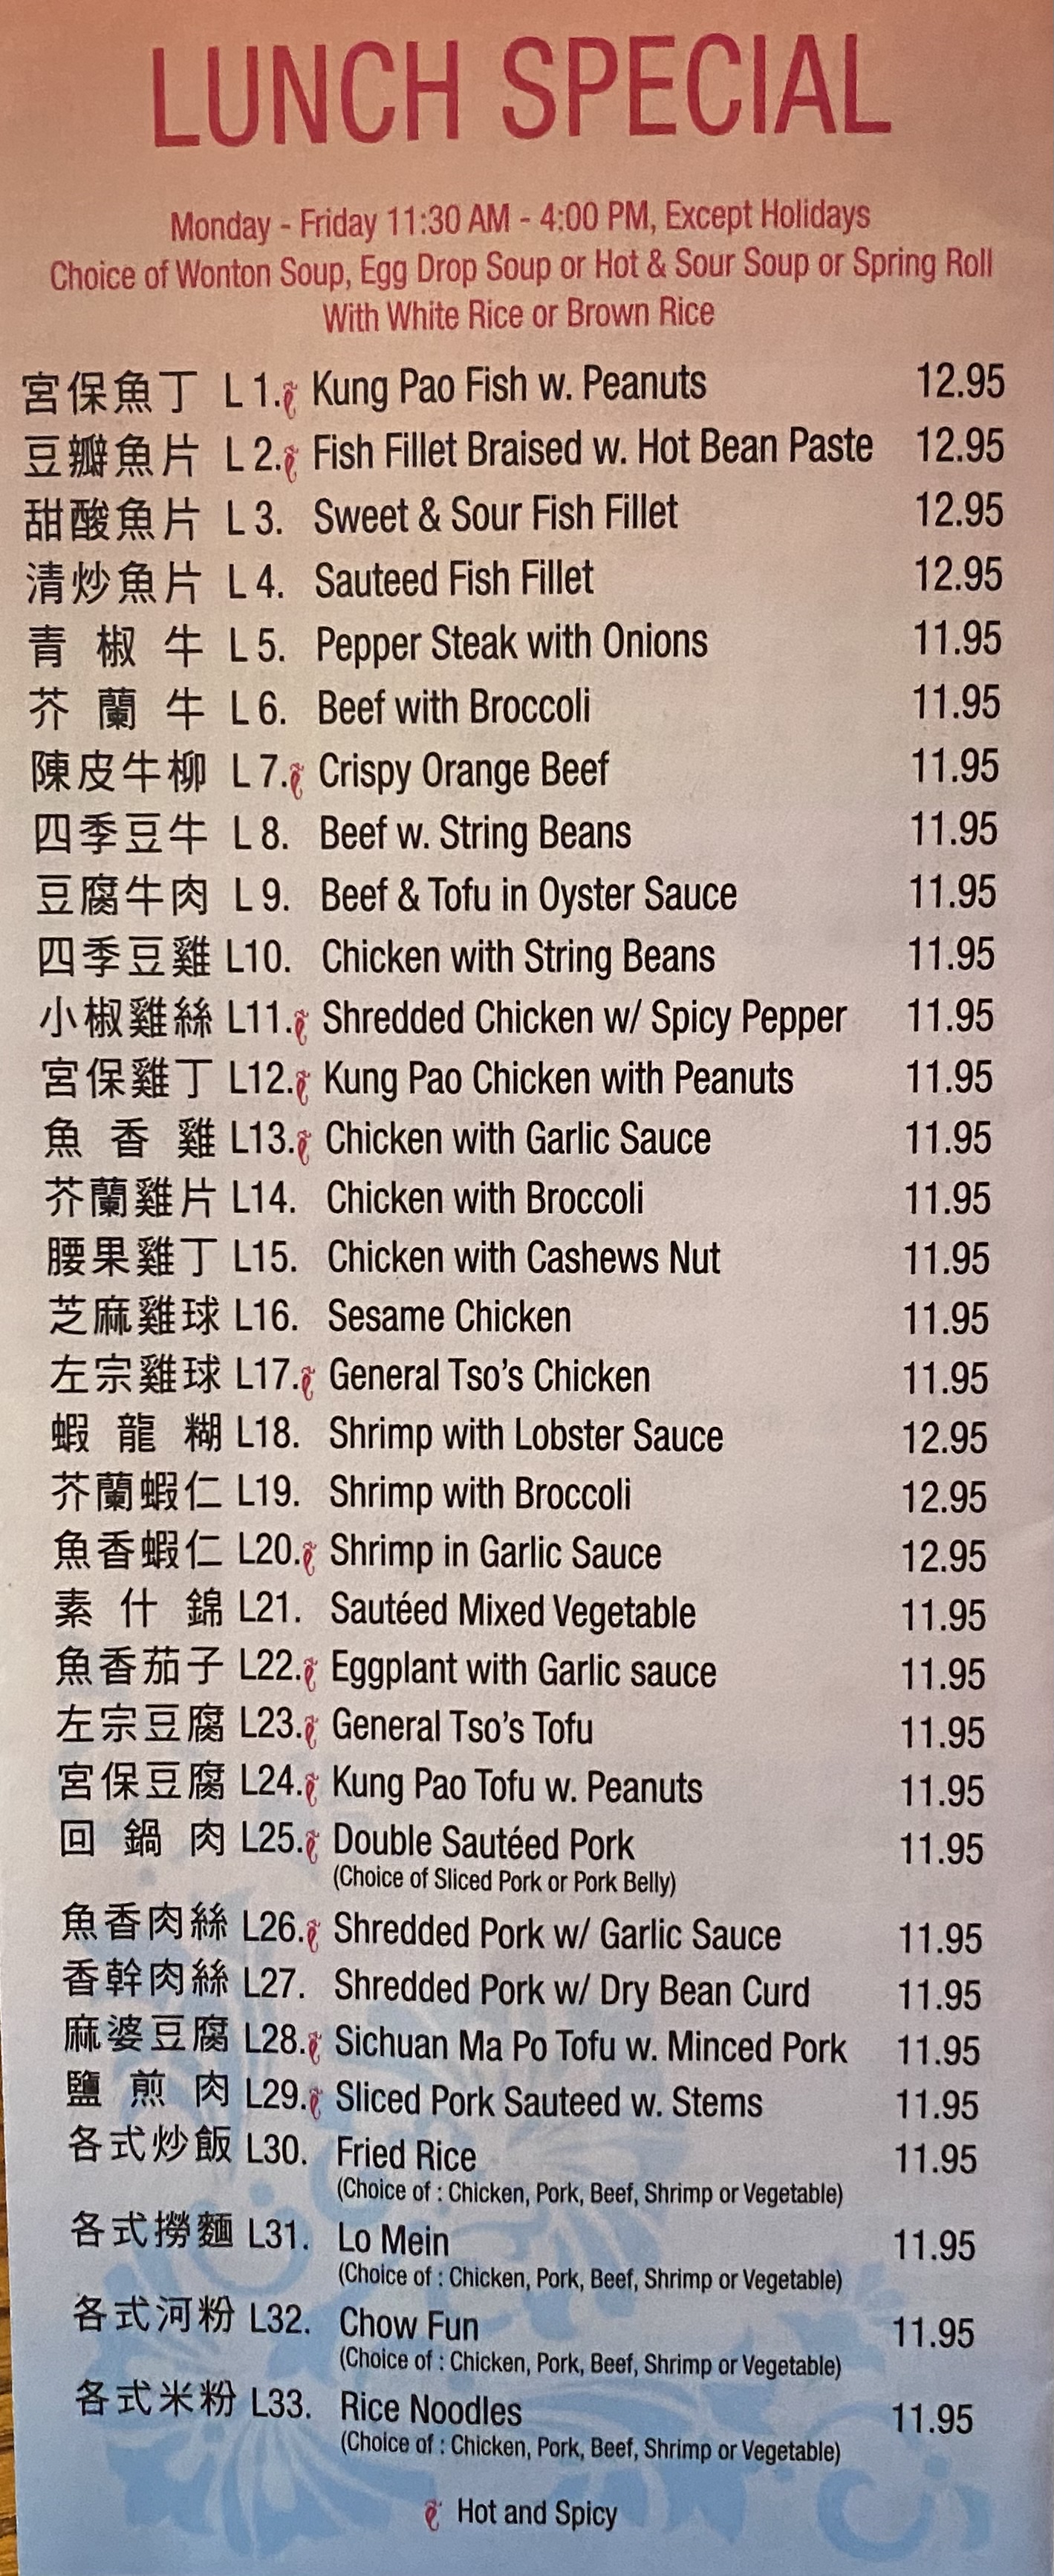 LUNCH SPECIAL
Monday - Friday 11:30 AM - 4:00 PM, Except Holidays
Choice of Wonton Soup, Egg Drop Soup or Hot & Sour Soup or Spring Roll
With White Rice or Brown Rice
宮保魚丁 L 1. Kung Pao Fish w. Peanuts 12.95
豆瓣魚片 L 2. Fish Fillet Braised w. Hot Bean Paste 12.95
甜酸魚片 L 3. Sweet & Sour Fish Fillet 12.95
清炒魚片 L 4. Sauteed Fish Fillet 12.95
青椒牛 L 5. Pepper Steak with Onions 11.95
芥蘭牛 L 6. Beef with Broccoli 11.95
陳皮牛柳 L 7. Crispy Orange Beef 11.95
四季豆牛 L 8. Beef w. String Beans 11.95
豆腐牛肉 L 9. Beef & Tofu in Oyster Sauce 11.95
四季豆雞 L10. Chicken with String Beans 11.95
小椒雞絲 L11. Shredded Chicken w/ Spicy Pepper 11.95
宮保雞丁 L12. Kung Pao Chicken with Peanuts 11.95
魚香雞 L13. Chicken with Garlic Sauce 11.95
芥蘭雞片 L14. Chicken with Broccoli 11.95
腰果雞丁 L15. Chicken with Cashews Nut 11.95
芝麻雞球 L16. Sesame Chicken 11.95
左宗雞球 L17. General Tso's Chicken 11.95
蝦龍糊 L18. Shrimp with Lobster Sauce 12.95
芥蘭蝦仁 L19. Shrimp with Broccoli 12.95
魚香蝦仁 L20. Shrimp in Garlic Sauce 12.95
素什錦 L21. Sautéed Mixed Vegetable 11.95
魚香茄子 L22. Eggplant with Garlic sauce 11.95
左宗豆腐 L23. General Tso's Tofu 11.95
宮保豆腐 L24. Kung Pao Tofu w. Peanuts 11.95
回鍋肉 L25. Double Sautéed Pork 11.95
(Choice of Sliced Pork or Pork Belly)
魚香肉絲 L26. Shredded Pork w/ Garlic Sauce 11.95
香幹肉絲 L27. Shredded Pork w/ Dry Bean Curd 11.95
麻婆豆腐 L28. Sichuan Ma Po Tofu w. Minced Pork 11.95
鹽煎肉 L29. Sliced Pork Sauteed w. Stems 11.95
各式炒飯 L30. Fried Rice 11.95
(Choice of : Chicken, Pork, Beef, Shrimp or Vegetable)
各式撈麵 L31. Lo Mein 11.95
(Choice of : Chicken, Pork, Beef, Shrimp or Vegetable)
各式河粉 L32. Chow Fun 11.95
(Choice of : Chicken, Pork, Beef, Shrimp or Vegetable)
各式米粉 L33. Rice Noodles 11.95
(Choice of : Chicken, Pork, Beef, Shrimp or Vegetable)
Hot and Spicy